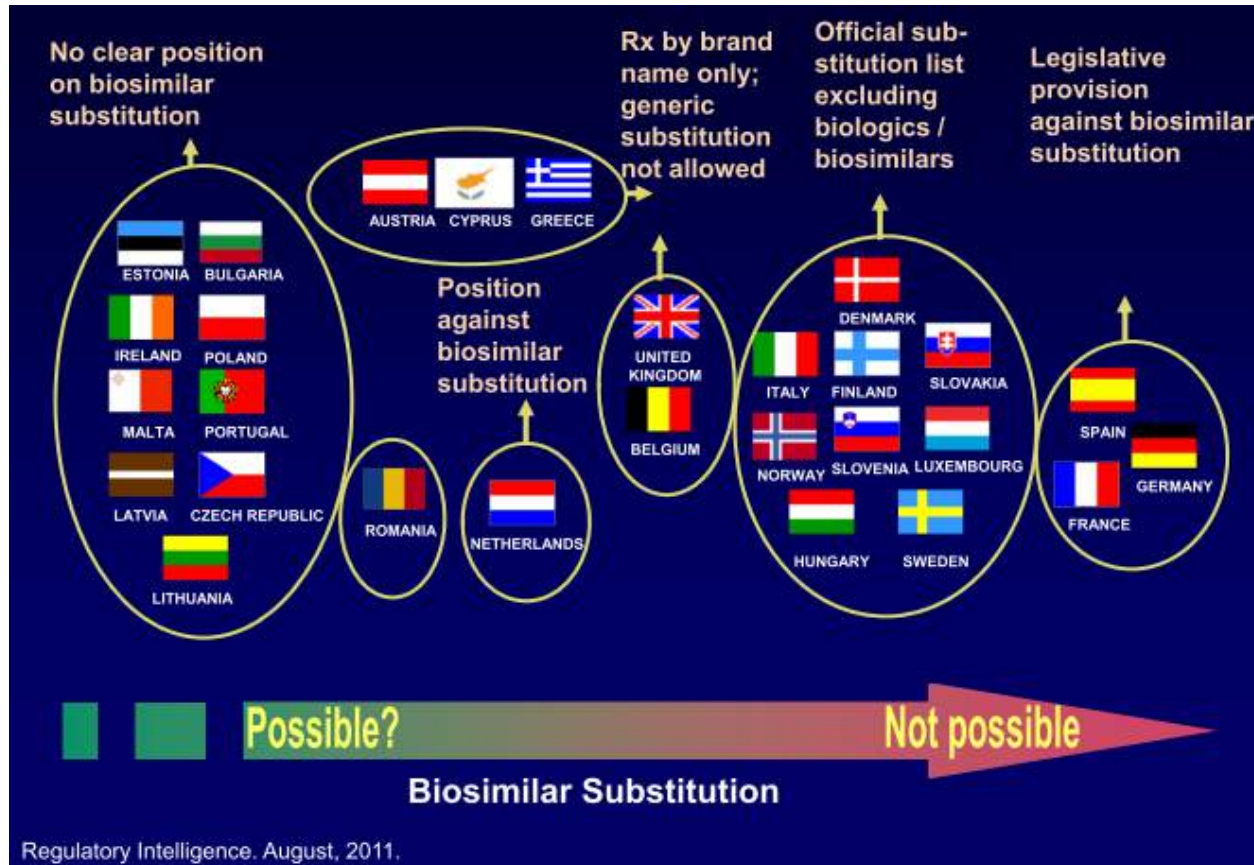 No clear position
on biosimilar
substitution
Rx by brand
name only;
generic
substitution
not allowed
Official sub-
stitution list
excluding
biologics /
biosimilars
Legislative
provision
against biosimilar
substitution
AUSTRIA CYPRUS GREECE
ESTONIA BULGARIA
IRELAND POLAND
MALTA PORTUGAL
LATVIA CZECH REPUBLIC
LITHUANIA
ROMANIA
Position
against
biosimilar
substitution
NETHERLANDS
UNITED
KINGDOM
BELGIUM
DENMARK
ITALY FINLAND SLOVAKIA
NORWAY SLOVENIA LUXEMBOURG
HUNGARY SWEDEN
SPAIN
GERMANY
FRANCE
Possible? Not possible
Biosimilar Substitution
Regulatory Intelligence. August, 2011.